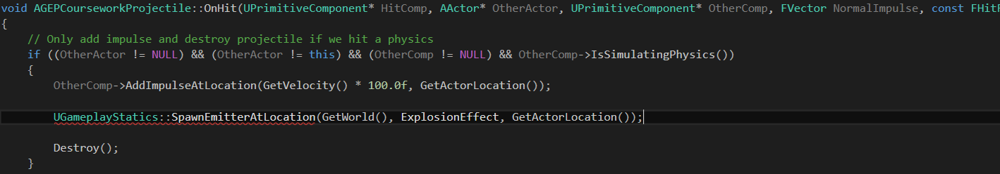 void AGEPCourseworkProjectile::OnHit(UPrimitiveComponent* HitComp, AActor* OtherActor, UPrimitiveComponent* OtherComp, FVector NormalImpulse, const
{
// Only add impulse and destroy projectile if we hit a physics
if ((OtherActor != NULL) && (OtherActor != this) && (OtherComp != NULL) && OtherComp->IsSimulatingPhysics())
{
OtherComp->AddImpulseAtLocation(GetVelocity() * 100.0f, GetActorLocation());
UGameplayStatics::SpawnEmitterAtLocation(GetWorld(), ExplosionEffect, GetActorLocation());
Destroy();
}